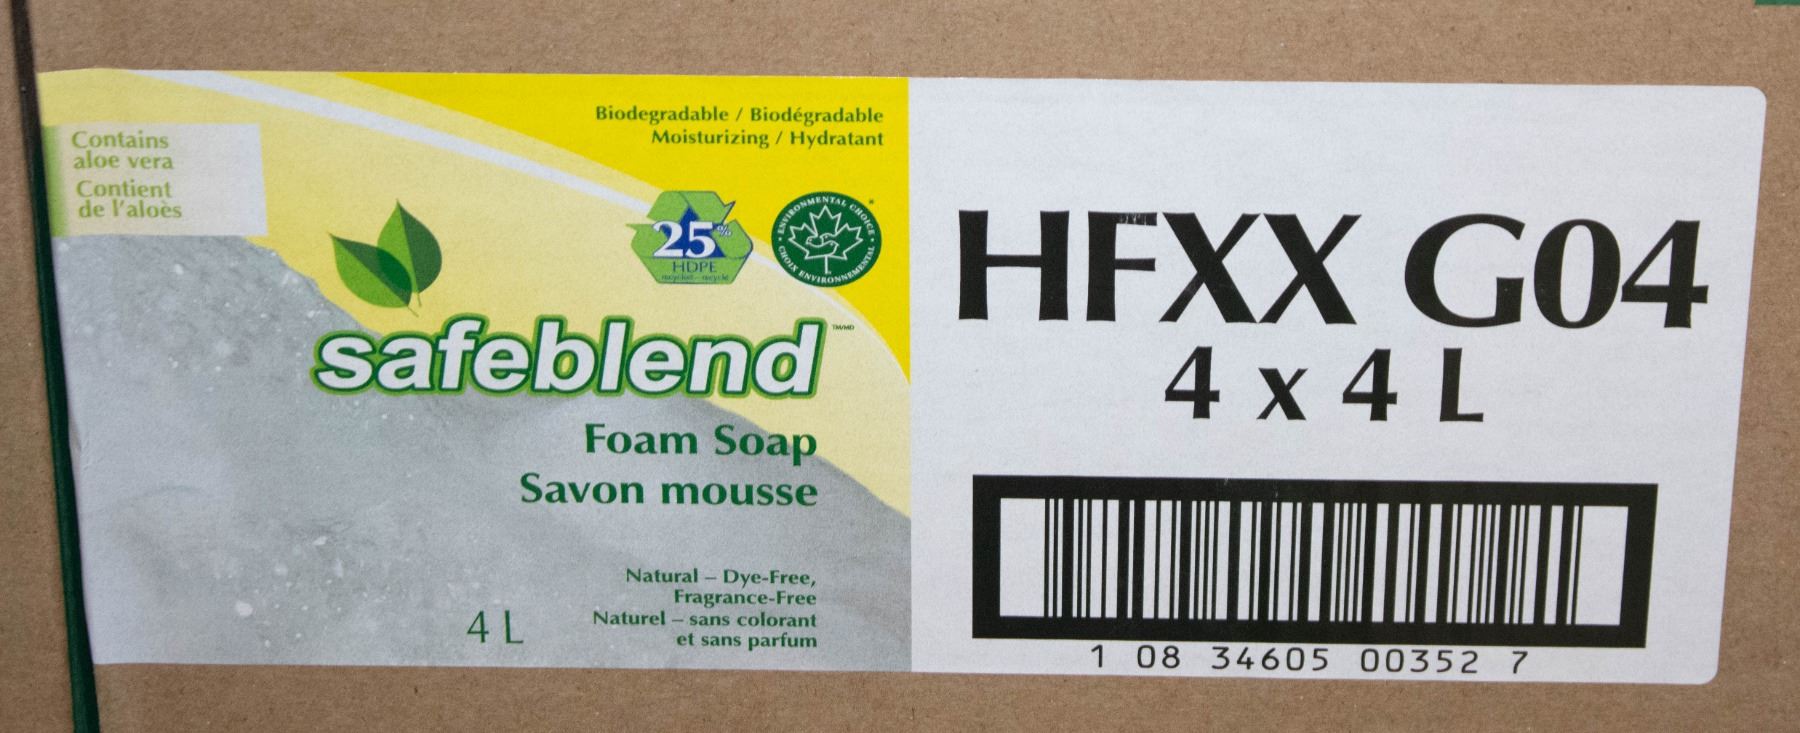 Contains
aloe vera
Contient
de l'aloès
Biodegradable / Biodégradable
Moisturizing / Hydratant
25%
HDPE
recycled – recyclé
ENVIRONMENTAL CHOICE
CHOIX ENVIRONNEMENTAL
safeblend TM/MD
Foam Soap
Savon mousse
4 L
Natural – Dye-Free,
Fragrance-Free
Naturel – sans colorant
et sans parfum
HFXX G04
4 x 4 L
1 08 34605 00352 7